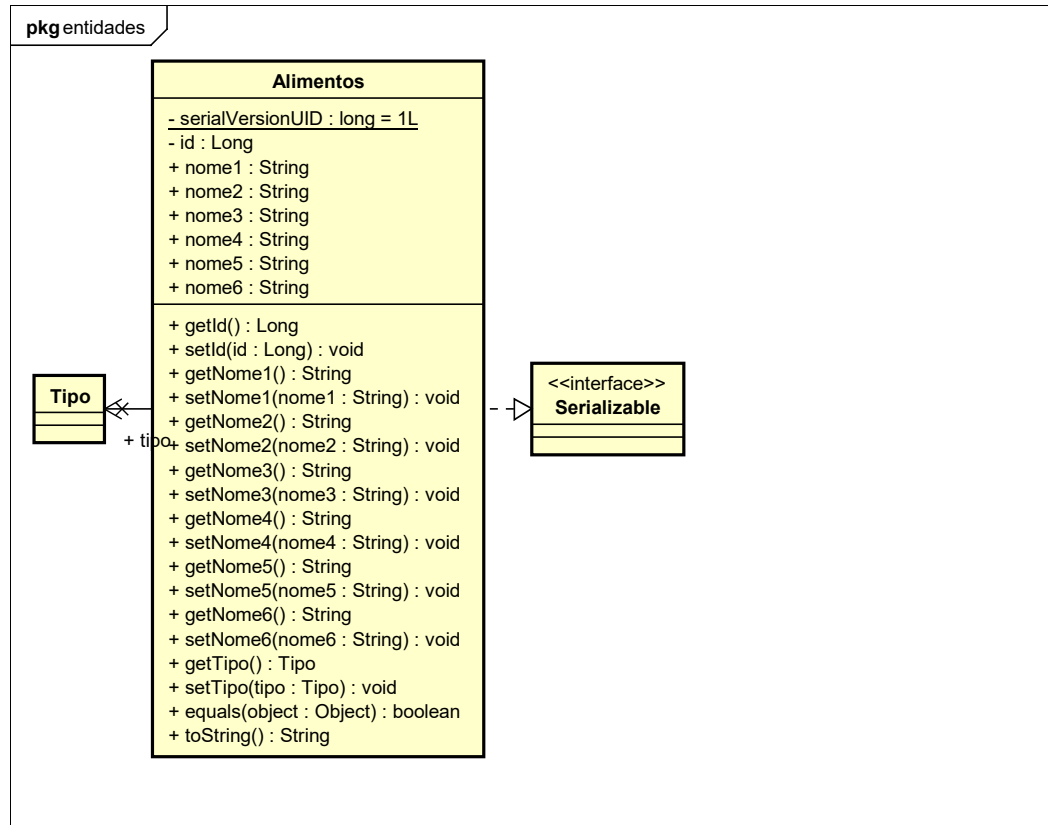 pkg entidades
Alimentos
- serialVersionUID : long = 1L
- id : Long
+ nome1 : String
+ nome2 : String
+ nome3 : String
+ nome4 : String
+ nome5 : String
+ nome6 : String
+ getId() : Long
+ setId(id : Long) : void
+ getNome1() : String
+ setNome1(nome1 : String) : void
+ getNome2() : String
+ setNome2(nome2 : String) : void
+ getNome3() : String
+ setNome3(nome3 : String) : void
+ getNome4() : String
+ setNome4(nome4 : String) : void
+ getNome5() : String
+ setNome5(nome5 : String) : void
+ getNome6() : String
+ setNome6(nome6 : String) : void
+ getTipo() : Tipo
+ setTipo(tipo : Tipo) : void
+ equals(object : Object) : boolean
+ toString() : String
Tipo
+ tipo
<<interface>>
Serializable